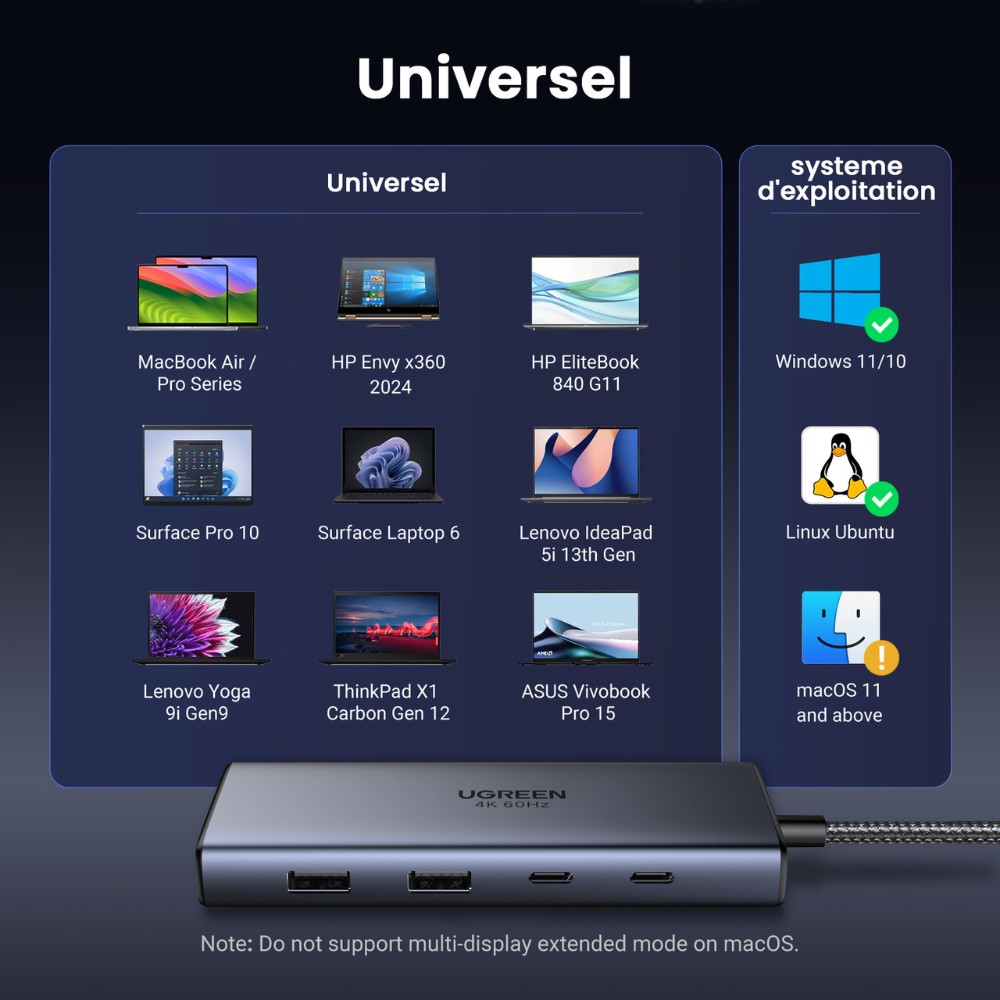 Universel
Universel
MacBook Air /
Pro Series
HP Envy x360
2024
HP EliteBook
840 G11
Surface Pro 10
Surface Laptop 6
Lenovo IdeaPad
5i 13th Gen
Lenovo Yoga
9i Gen9
ThinkPad X1
Carbon Gen 12
ASUS Vivobook
Pro 15
systeme
d'exploitation
Windows 11/10
Linux Ubuntu
macOS 11
and above
UGREEN
4K 60Hz
Note: Do not support multi-display extended mode on macOS.